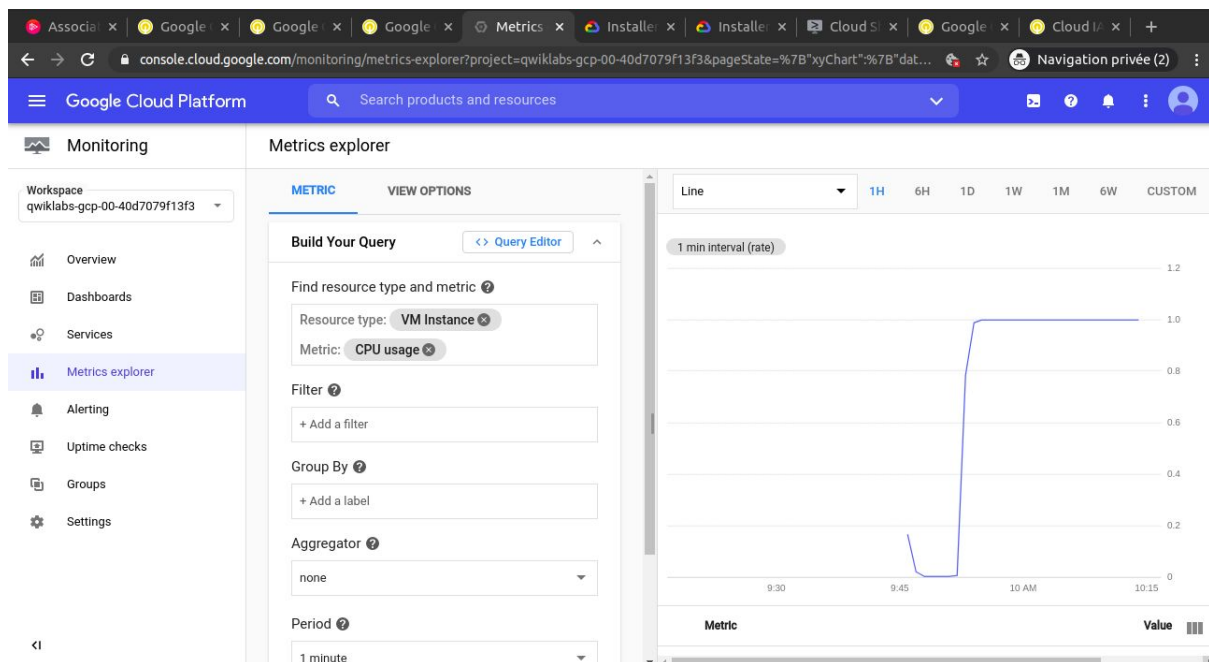 Associa
Google
Google
Google
Metrics
Installer
Installer
Cloud S
Google
Cloud IA
console.cloud.google.com/monitoring/metrics-explorer?project=qwiklabs-gcp-00-40d7079f13f3&pageState=%7B"xyChart":%7B"dat...
Navigation privée (2)
Google Cloud Platform
Search products and resources
Monitoring
Metrics explorer
Workspace
qwiklabs-gcp-00-40d7079f13f3
METRIC VIEW OPTIONS
Line
1H 6H 1D 1W 1M 6W CUSTOM
Overview
Dashboards
Services
Metrics explorer
Alerting
Uptime checks
Groups
Settings
Build Your Query
<> Query Editor
Find resource type and metric
Resource type: VM Instance
Metric: CPU usage
Filter
+ Add a filter
Group By
+ Add a label
Aggregator
none
Period
1 minute
1 min interval (rate)
1.2
1.0
0.8
0.6
0.4
0.2
0
9:30 9:45 10 AM 10:15
Metric Value